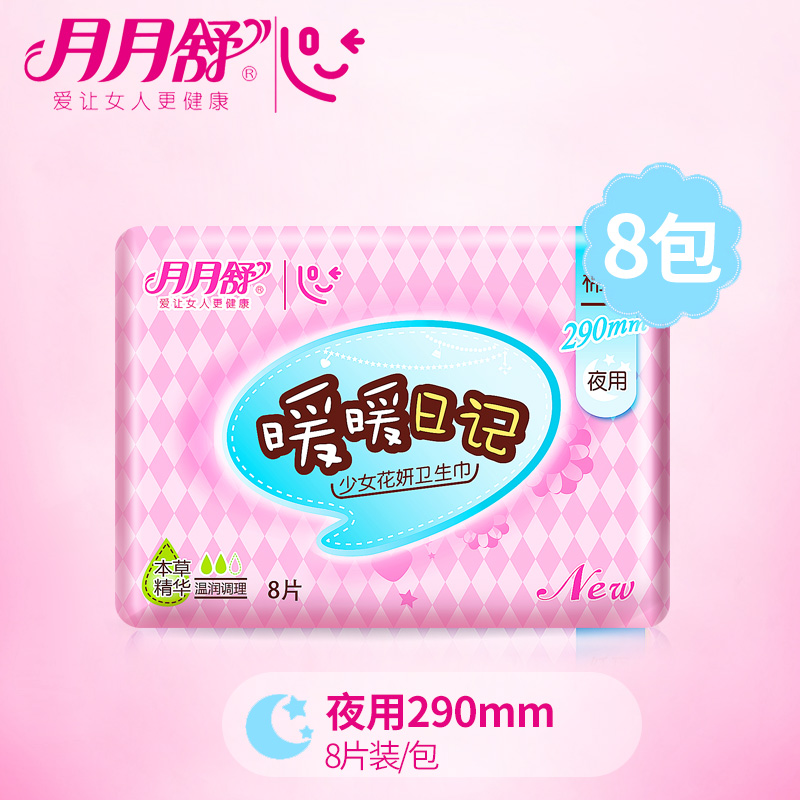 月月舒®
爱让女人更健康
8包
月月舒®
爱让女人更健康
290mm
夜用
暖暖日记
少女花妍卫生巾
本草
精华
温润调理
8片
New
夜用290mm
8片装/包